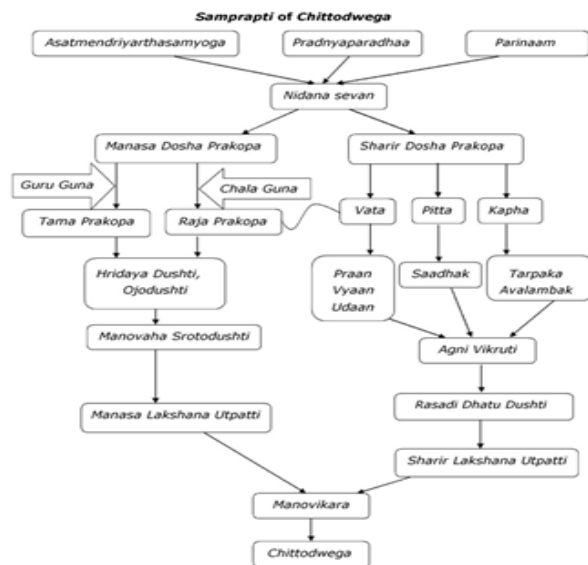 Samprapti of Chittodwega
Asatmendriyarthasamyoga
Pradnyaparadhaa
Parinaam
Nidana sevan
Manasa Dosha Prakopa
Sharir Dosha Prakopa
Guru Guna
Chala Guna
Tama Prakopa
Raja Prakopa
Vata
Pitta
Kapha
Hridaya Dushti,
Ojodushti
Praan
Vyaan
Udaan
Saadhak
Tarpaka
Avalambak
Manovaha Srotodushti
Agni Vikruti
Manasa Lakshana Utpatti
Rasadi Dhatu Dushti
Sharir Lakshana Utpatti
Manovikara
Chittodwega